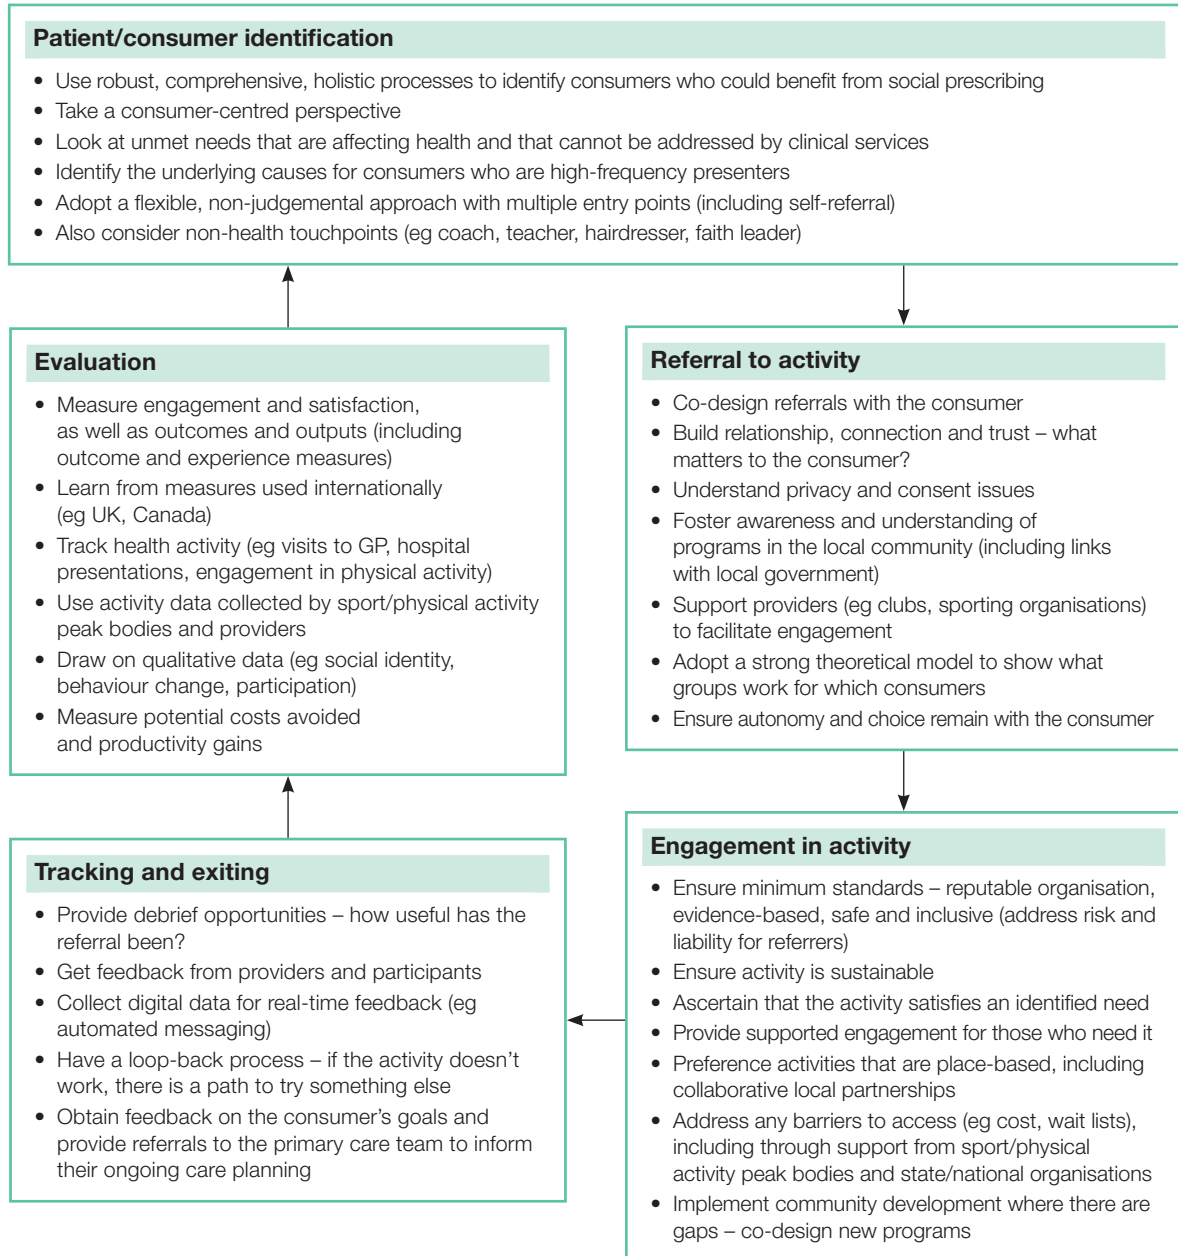 Patient/consumer identification
• Use robust, comprehensive, holistic processes to identify consumers who could benefit from social prescribing
• Take a consumer-centred perspective
• Look at unmet needs that are affecting health and that cannot be addressed by clinical services
• Identify the underlying causes for consumers who are high-frequency presenters
• Adopt a flexible, non-judgemental approach with multiple entry points (including self-referral)
• Also consider non-health touchpoints (eg coach, teacher, hairdresser, faith leader)
Referral to activity
• Co-design referrals with the consumer
• Build relationship, connection and trust – what
matters to the consumer?
• Understand privacy and consent issues
• Foster awareness and understanding of
programs in the local community (including links
with local government)
• Support providers (eg clubs, sporting organisations)
to facilitate engagement
• Adopt a strong theoretical model to show what
groups work for which consumers
• Ensure autonomy and choice remain with the consumer
Engagement in activity
• Ensure minimum standards – reputable organisation,
evidence-based, safe and inclusive (address risk and
liability for referrers)
• Ensure activity is sustainable
• Ascertain that the activity satisfies an identified need
• Provide supported engagement for those who need it
• Preference activities that are place-based, including
collaborative local partnerships
• Address any barriers to access (eg cost, wait lists),
including through support from sport/physical
activity peak bodies and state/national organisations
• Implement community development where there are
gaps – co-design new programs
Tracking and exiting
• Provide debrief opportunities – how useful has the
referral been?
• Get feedback from providers and participants
• Collect digital data for real-time feedback (eg
automated messaging)
• Have a loop-back process – if the activity doesn’t
work, there is a path to try something else
• Obtain feedback on the consumer’s goals and
provide referrals to the primary care team to inform
their ongoing care planning
Evaluation
• Measure engagement and satisfaction,
as well as outcomes and outputs (including
outcome and experience measures)
• Learn from measures used internationally
(eg UK, Canada)
• Track health activity (eg visits to GP, hospital
presentations, engagement in physical activity)
• Use activity data collected by sport/physical activity
peak bodies and providers
• Draw on qualitative data (eg social identity,
behaviour change, participation)
• Measure potential costs avoided
and productivity gains